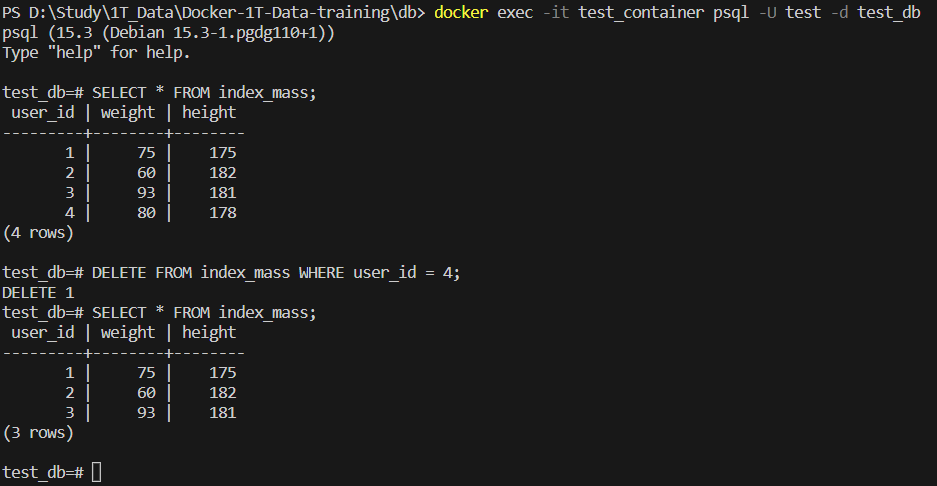 PS D:\Study\1T_Data\Docker-1T-Data-training\db> docker exec -it test_container psql -U test -d test_db
psql (15.3 (Debian 15.3-1.pgdg110+1))
Type "help" for help.

test_db=# SELECT * FROM index_mass;
 user_id | weight | height
---------+--------+--------
       1 |     75 |    175
       2 |     60 |    182
       3 |     93 |    181
       4 |     80 |    178
(4 rows)

test_db=# DELETE FROM index_mass WHERE user_id = 4;
DELETE 1
test_db=# SELECT * FROM index_mass;
 user_id | weight | height
---------+--------+--------
       1 |     75 |    175
       2 |     60 |    182
       3 |     93 |    181
(3 rows)

test_db=#